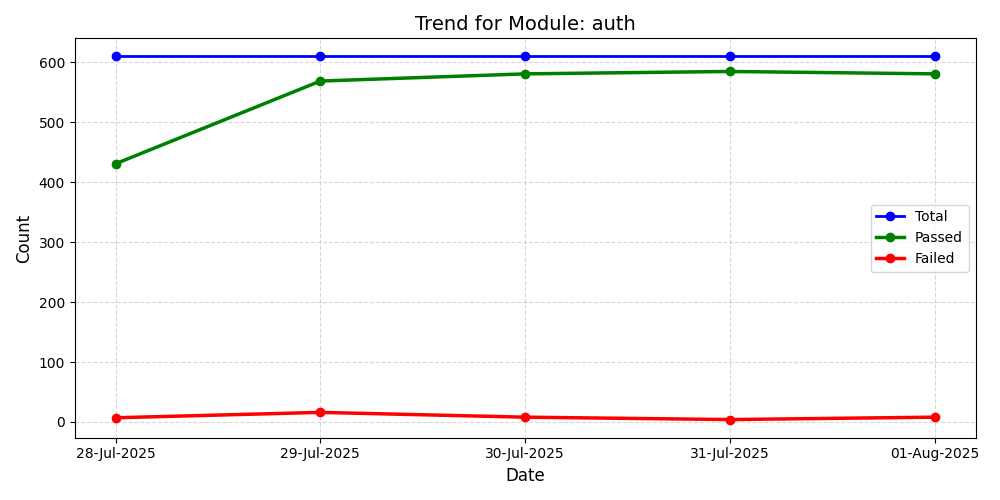 Trend for Module: auth
600
500
400
300
200
100
0
Count
Total
Passed
Failed
28-Jul-2025
29-Jul-2025
30-Jul-2025
31-Jul-2025
01-Aug-2025
Date